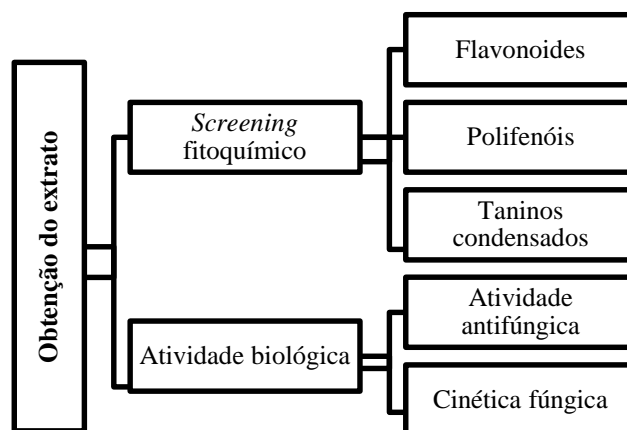 Obtenção do extrato
Screening
fitoquímico
Flavonoides
Polifenóis
Taninos
condensados
Atividade biológica
Atividade
antifúngica
Cinética fúngica